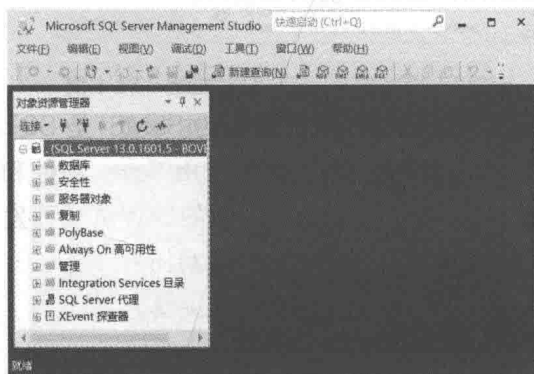 Microsoft SQL Server Management Studio
快速启动 (Ctrl+Q)
文件(F) 编辑(E) 视图(V) 调试(D) 工具(T) 窗口(W) 帮助(H)
新建查询(N)
对象资源管理器
连接
. (SQL Server 13.0.1601.5 - BOVE
数据库
安全性
服务器对象
复制
PolyBase
Always On 高可用性
管理
Integration Services 目录
SQL Server 代理
XEvent 探查器
就绪